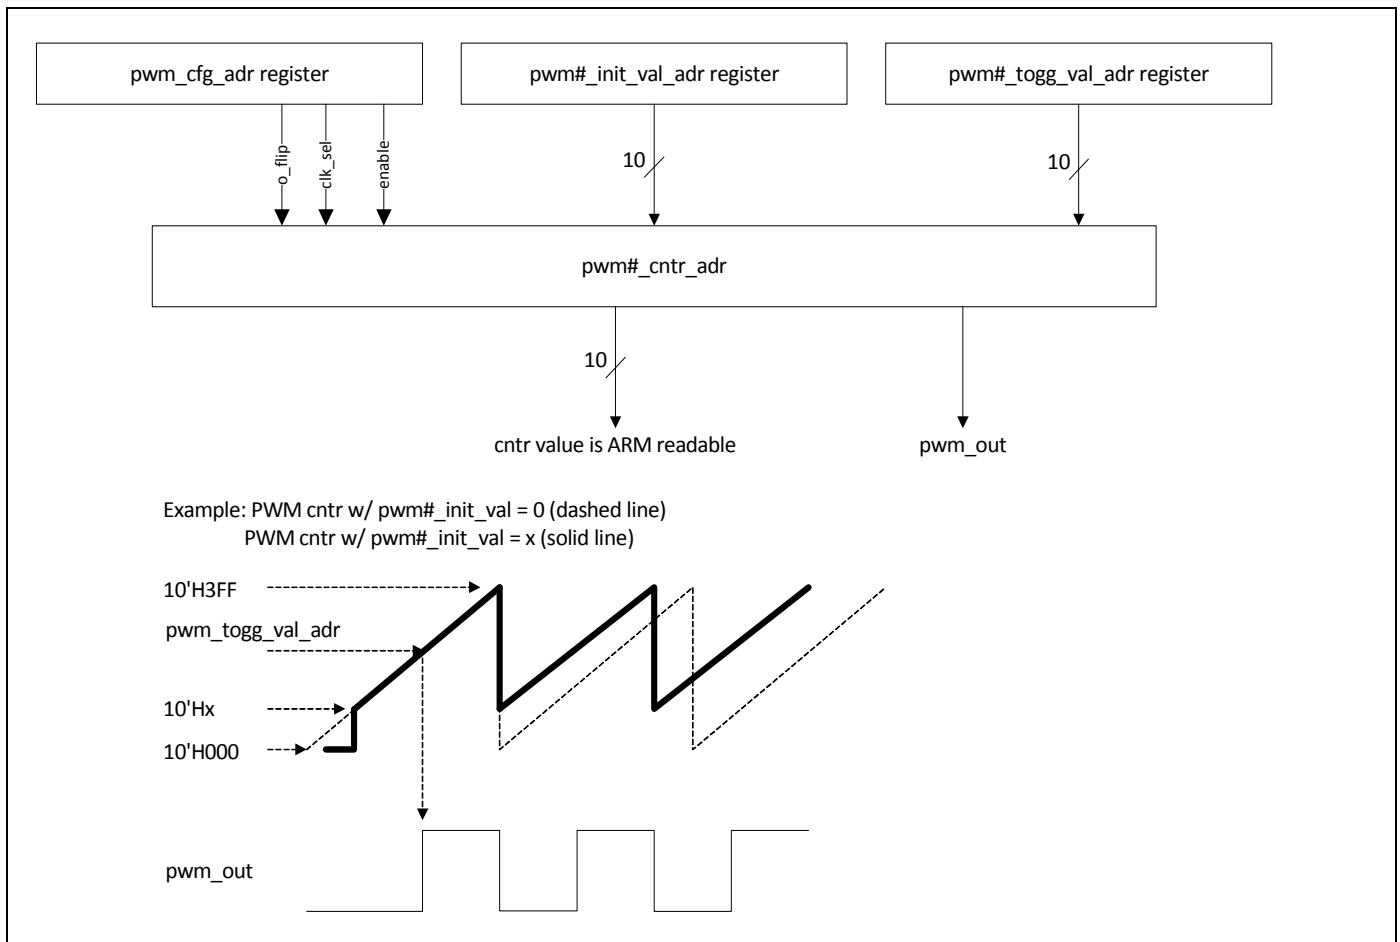 pwm_cfg_adr register
pwm#_init_val_adr register
pwm#_togg_val_adr register
o_flip
clk_sel
enable
10
10
pwm#_cntr_adr
10
cntr value is ARM readable
pwm_out
Example: PWM cntr w/ pwm#_init_val = 0 (dashed line)
PWM cntr w/ pwm#_init_val = x (solid line)
10'H3FF
pwm_togg_val_adr
10'Hx
10'H000
pwm_out